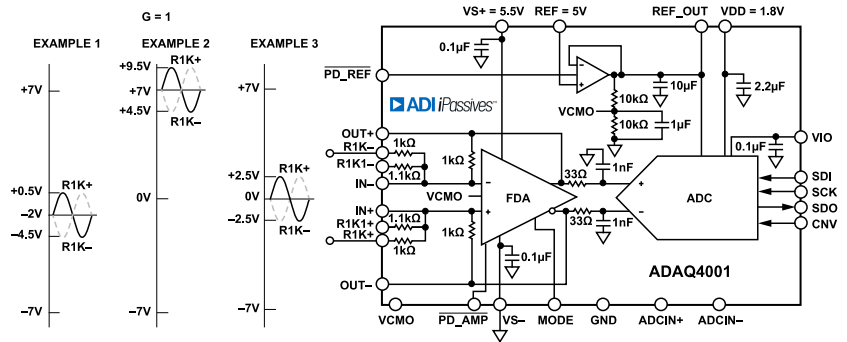 G = 1
EXAMPLE 1
EXAMPLE 2
EXAMPLE 3
+7V
+0.5V
R1K+
–2V
–4.5V
R1K–
–7V
+9.5V
R1K+
+7V
+4.5V
R1K–
0V
–7V
+7V
+2.5V
R1K+
0V
–2.5V
R1K–
–7V
VS+ = 5.5V
REF = 5V
REF_OUT
VDD = 1.8V
0.1µF
PD_REF
10µF
2.2µF
10kΩ
VCMO
10kΩ
1µF
ADI iPassives™
OUT+
R1K–
1kΩ
R1K1–
1.1kΩ
IN–
1kΩ
VCMO
FDA
IN+
1.1kΩ
R1K1+
R1K+
1kΩ
1kΩ
OUT–
33Ω
1nF
33Ω
1nF
0.1µF
ADC
VIO
0.1µF
SDI
SCK
SDO
CNV
ADAQ4001
VCMO
PD_AMP
VS–
MODE
GND
ADCIN+
ADCIN–